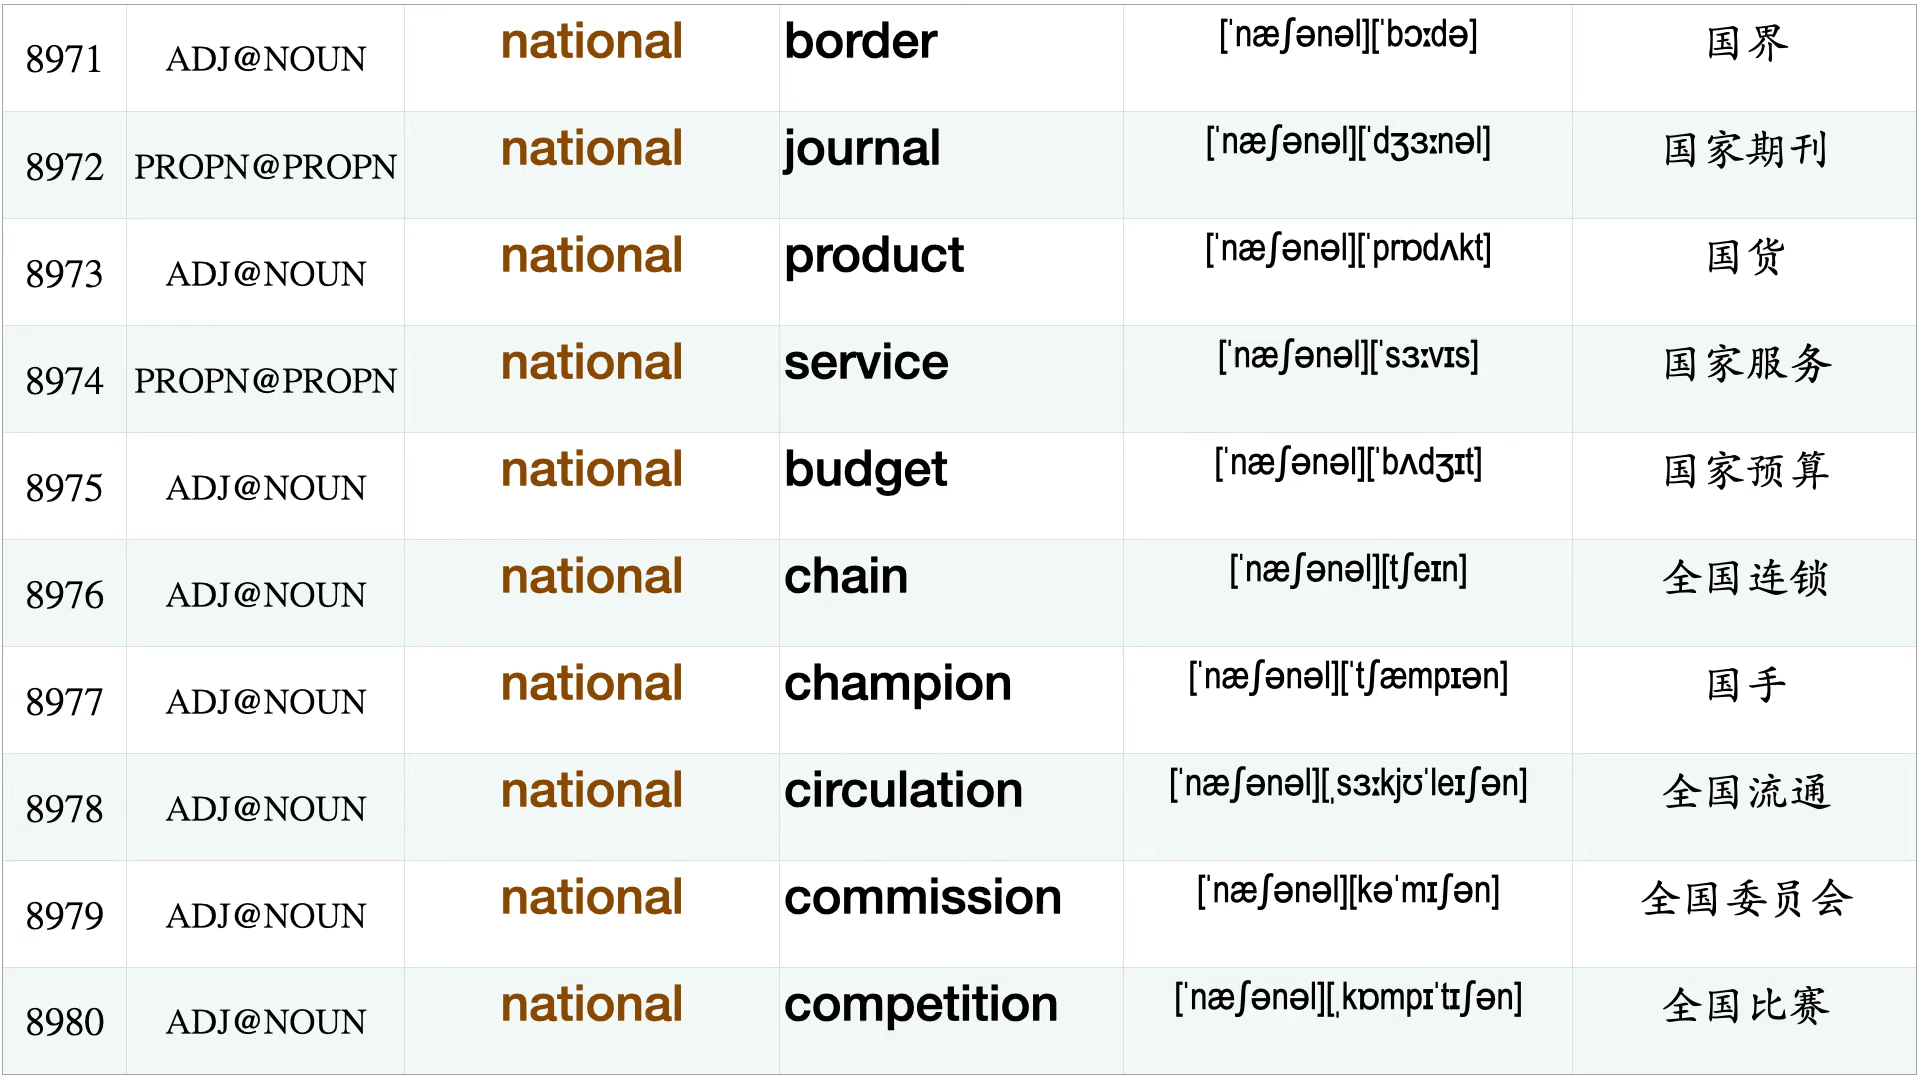 8971 ADJ@NOUN national border [ˈnæʃənəl][ˈbɔːdə] 国界
8972 PROPN@PROPN national journal [ˈnæʃənəl][ˈdʒɜːnəl] 国家期刊
8973 ADJ@NOUN national product [ˈnæʃənəl][ˈprɒdʌkt] 国货
8974 PROPN@PROPN national service [ˈnæʃənəl][ˈsɜːvɪs] 国家服务
8975 ADJ@NOUN national budget [ˈnæʃənəl][ˈbʌdʒɪt] 国家预算
8976 ADJ@NOUN national chain [ˈnæʃənəl][tʃeɪn] 全国连锁
8977 ADJ@NOUN national champion [ˈnæʃənəl][ˈtʃæmpɪən] 国手
8978 ADJ@NOUN national circulation [ˈnæʃənəl][ˌsɜːkjʊˈleɪʃən] 全国流通
8979 ADJ@NOUN national commission [ˈnæʃənəl][kəˈmɪʃən] 全国委员会
8980 ADJ@NOUN national competition [ˈnæʃənəl][ˌkɒmpɪˈtɪʃən] 全国比赛